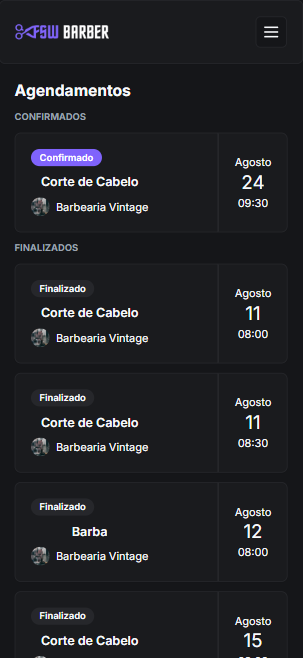 FSW BARBER
Agendamentos
CONFIRMADOS
Confirmado
Corte de Cabelo
Barbearia Vintage
Agosto
24
09:30
FINALIZADOS
Finalizado
Corte de Cabelo
Barbearia Vintage
Agosto
11
08:00
Finalizado
Corte de Cabelo
Barbearia Vintage
Agosto
11
08:30
Finalizado
Barba
Barbearia Vintage
Agosto
12
08:00
Finalizado
Corte de Cabelo
Agosto
15